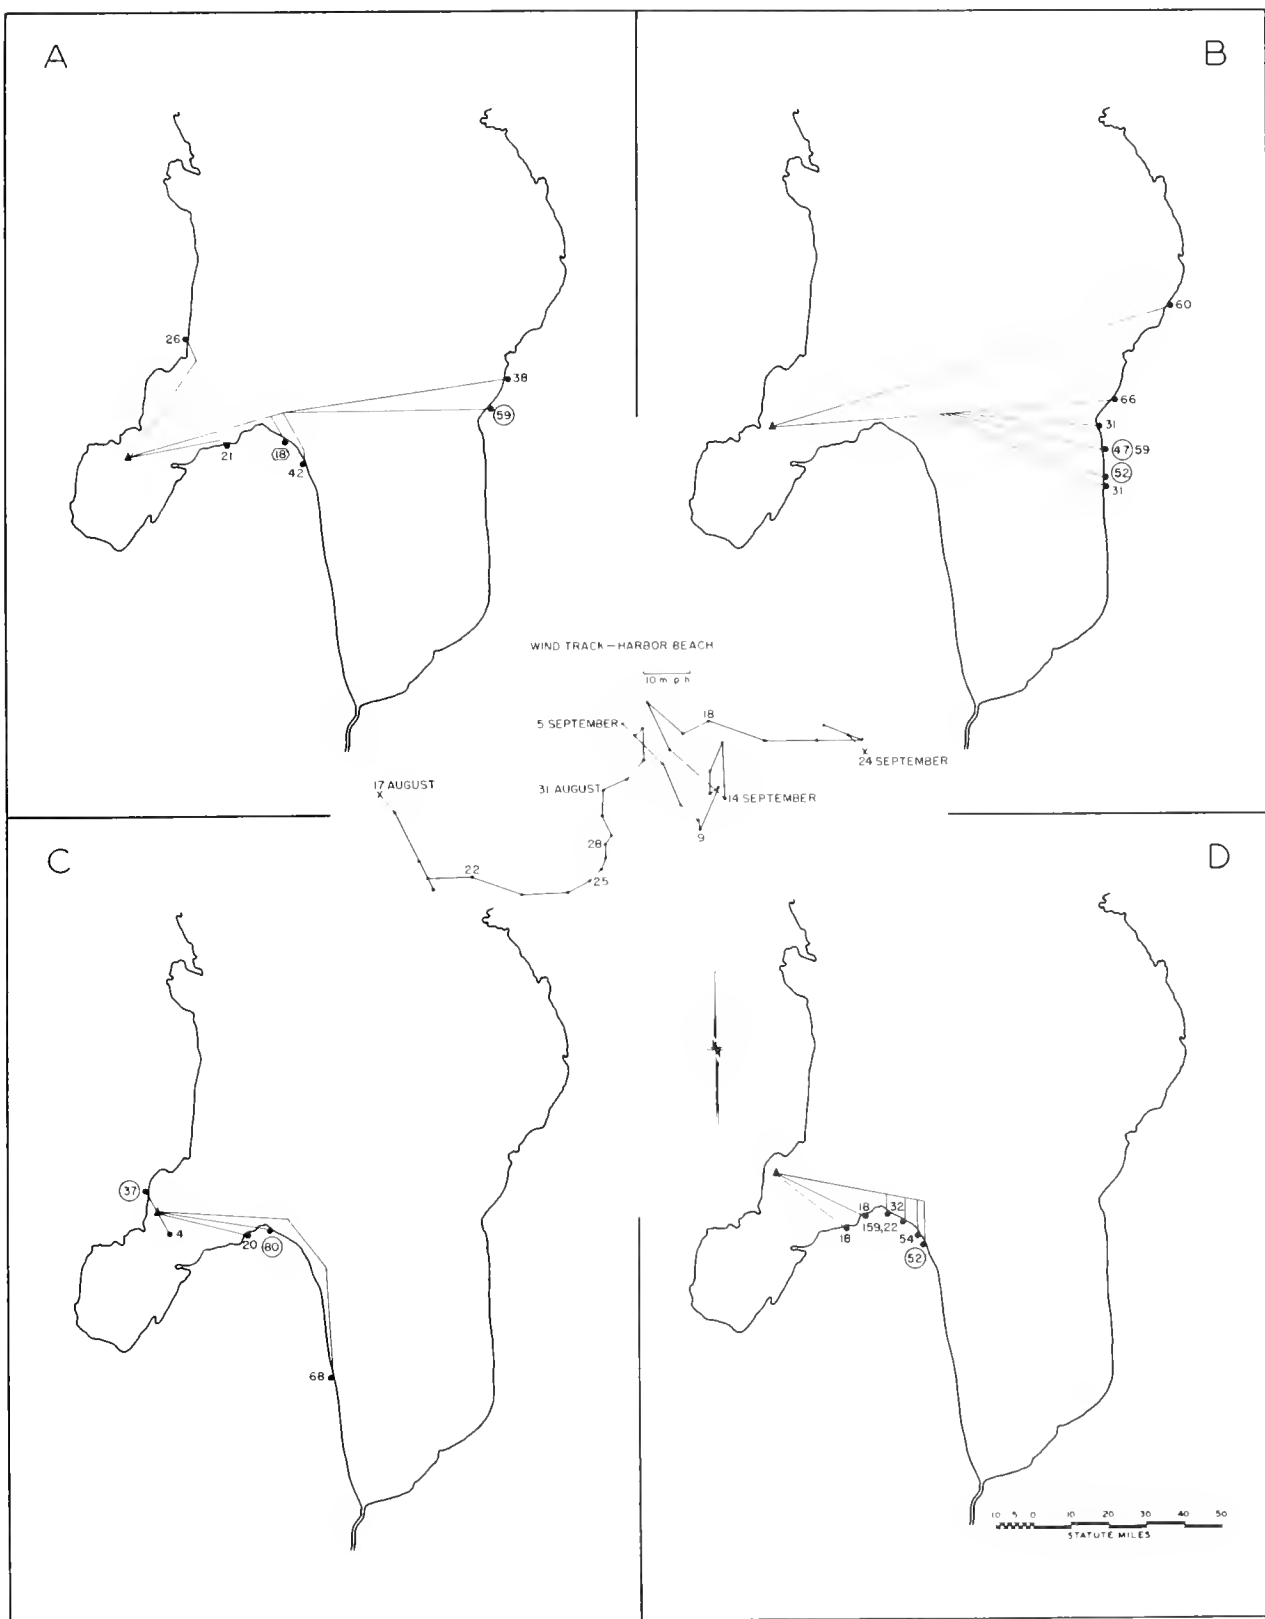 A
B
26
38
59
21
18
42
60
66
31
47 59
52
31
WIND TRACK — HARBOR BEACH
10 m p h
5 SEPTEMBER
18
24 SEPTEMBER
17 AUGUST
31 AUGUST
14 SEPTEMBER
28
9
22
25
C
D
37
4
20
80
68
18
32
159,22
18
54
52
10 5 0 10 20 30 40 50
STATUTE MILES